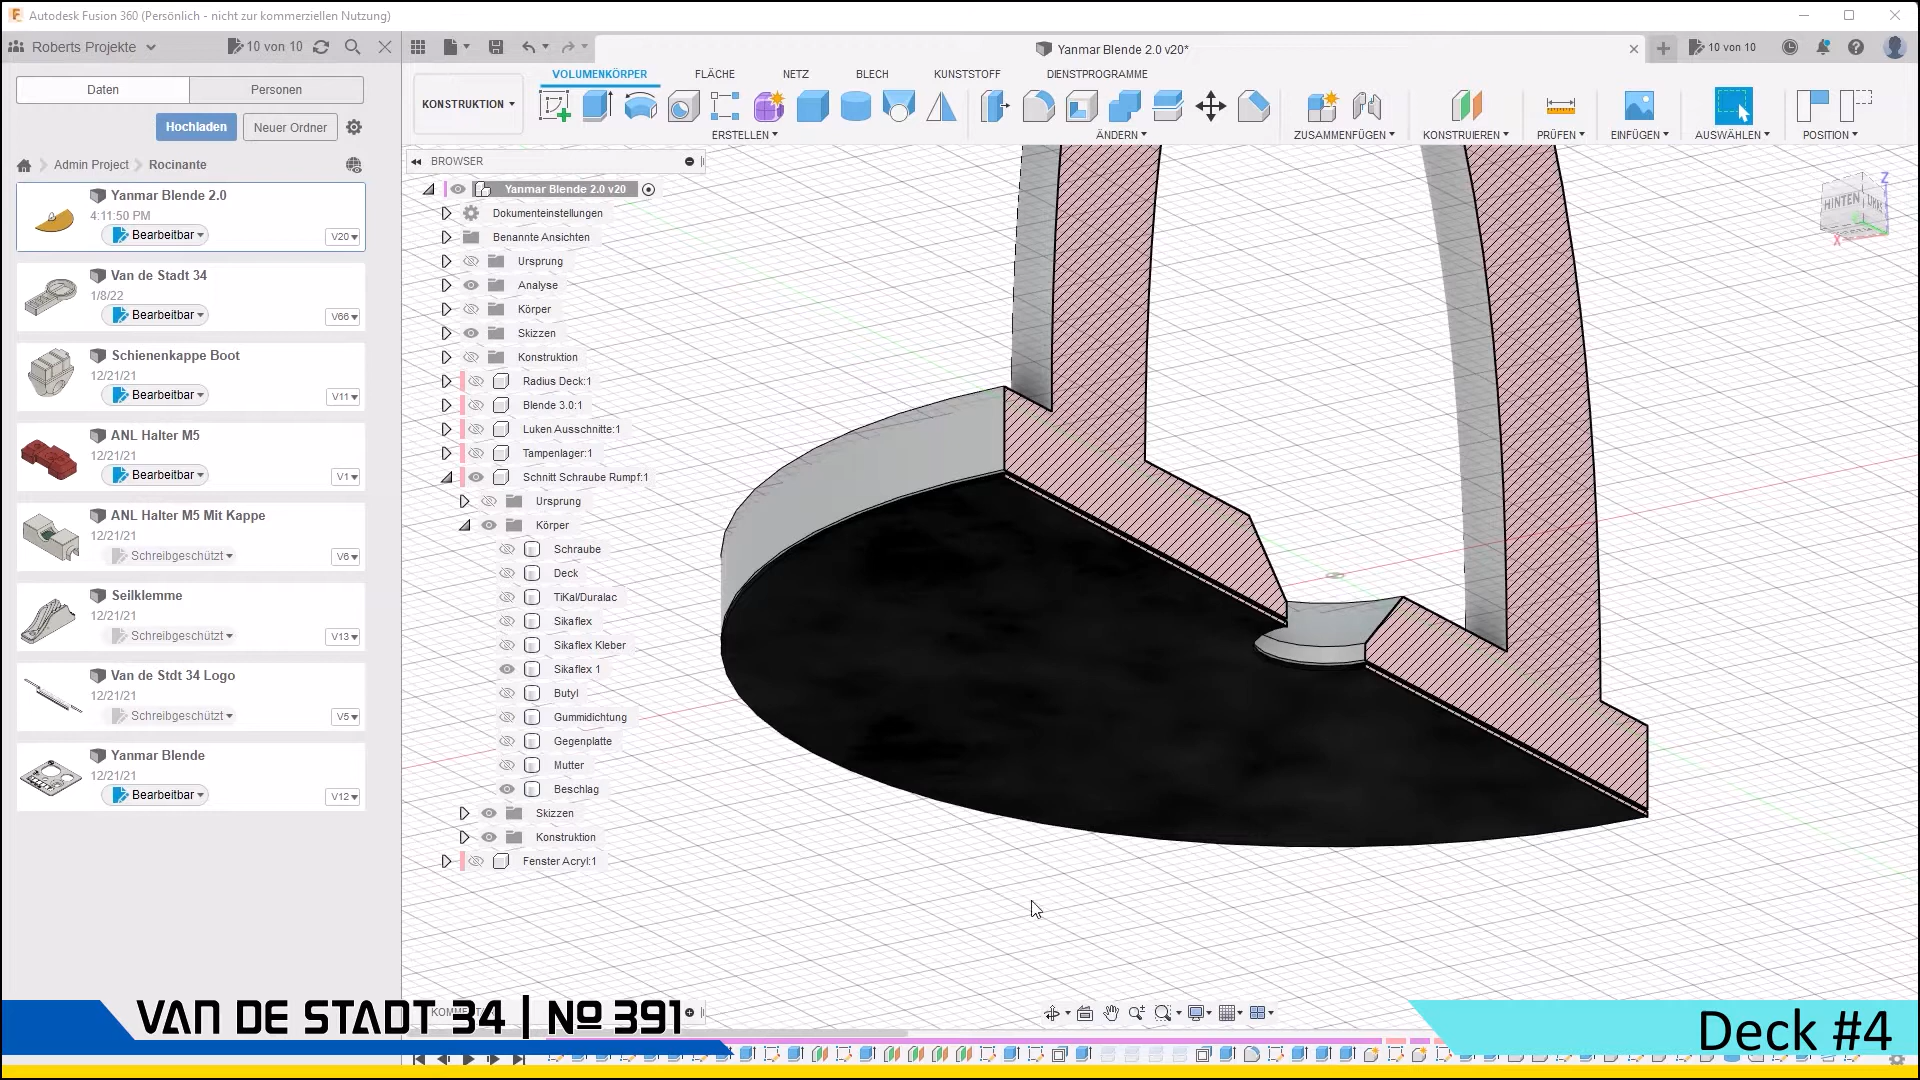 Autodesk Fusion 360 (Persönlich - nicht zur kommerziellen Nutzung)
Roberts Projekte
10 von 10
Yanmar Blende 2.0 v20*
10 von 10
Daten
Personen
Hochladen
Neuer Ordner
Admin Project
Rocinante
Yanmar Blende 2.0
4:11:50 PM
Bearbeitbar
V20
Van de Stadt 34
1/8/22
Bearbeitbar
V66
Schienenkappe Boot
12/21/21
Bearbeitbar
V11
ANL Halter M5
12/21/21
Bearbeitbar
V1
ANL Halter M5 Mit Kappe
12/21/21
Schreibgeschützt
V6
Seilklemme
12/21/21
Schreibgeschützt
V13
Van de Stdt 34 Logo
12/21/21
Schreibgeschützt
V5
Yanmar Blende
12/21/21
Bearbeitbar
V12
KONSTRUKTION
VOLUMENKÖRPER
FLÄCHE
NETZ
BLECH
KUNSTSTOFF
DIENSTPROGRAMME
ERSTELLEN
ÄNDERN
ZUSAMMENFÜGEN
KONSTRUIEREN
PRÜFEN
EINFÜGEN
AUSWÄHLEN
POSITION
BROWSER
Yanmar Blende 2.0 v20
Dokumenteinstellungen
Benannte Ansichten
Ursprung
Analyse
Körper
Skizzen
Konstruktion
Radius Deck:1
Blende 3.0:1
Luken Ausschnitte:1
Tampenlager:1
Schnitt Schraube Rumpf:1
Ursprung
Körper
Schraube
Deck
TiKal/Duralac
Sikaflex
Sikaflex Kleber
Sikaflex 1
Butyl
Gummidichtung
Gegenplatte
Mutter
Beschlag
Skizzen
Konstruktion
Fenster Acryl:1
Z
HINTEN
X
VAN DE STADT 34 | Nº 391
Deck #4